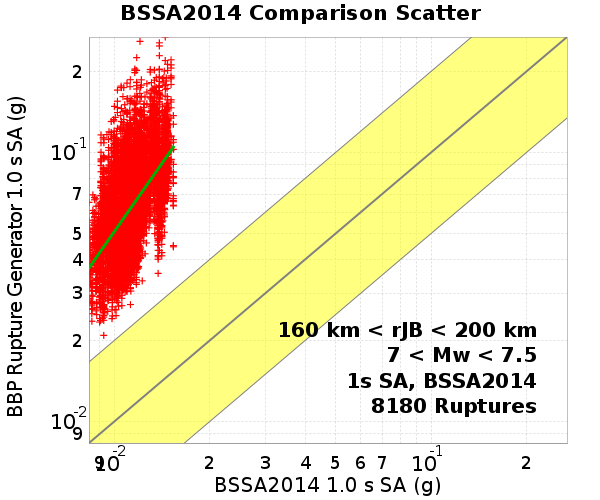 BSSA2014 Comparison Scatter
BBP Rupture Generator 1.0 s SA (g)
2
10-1
7
5
4
3
2
10-2
9
160 km < rJB < 200 km
7 < Mw < 7.5
1s SA, BSSA2014
8180 Ruptures
9 10-2 2 3 4 5 6 7 10-1 2
BSSA2014 1.0 s SA (g)